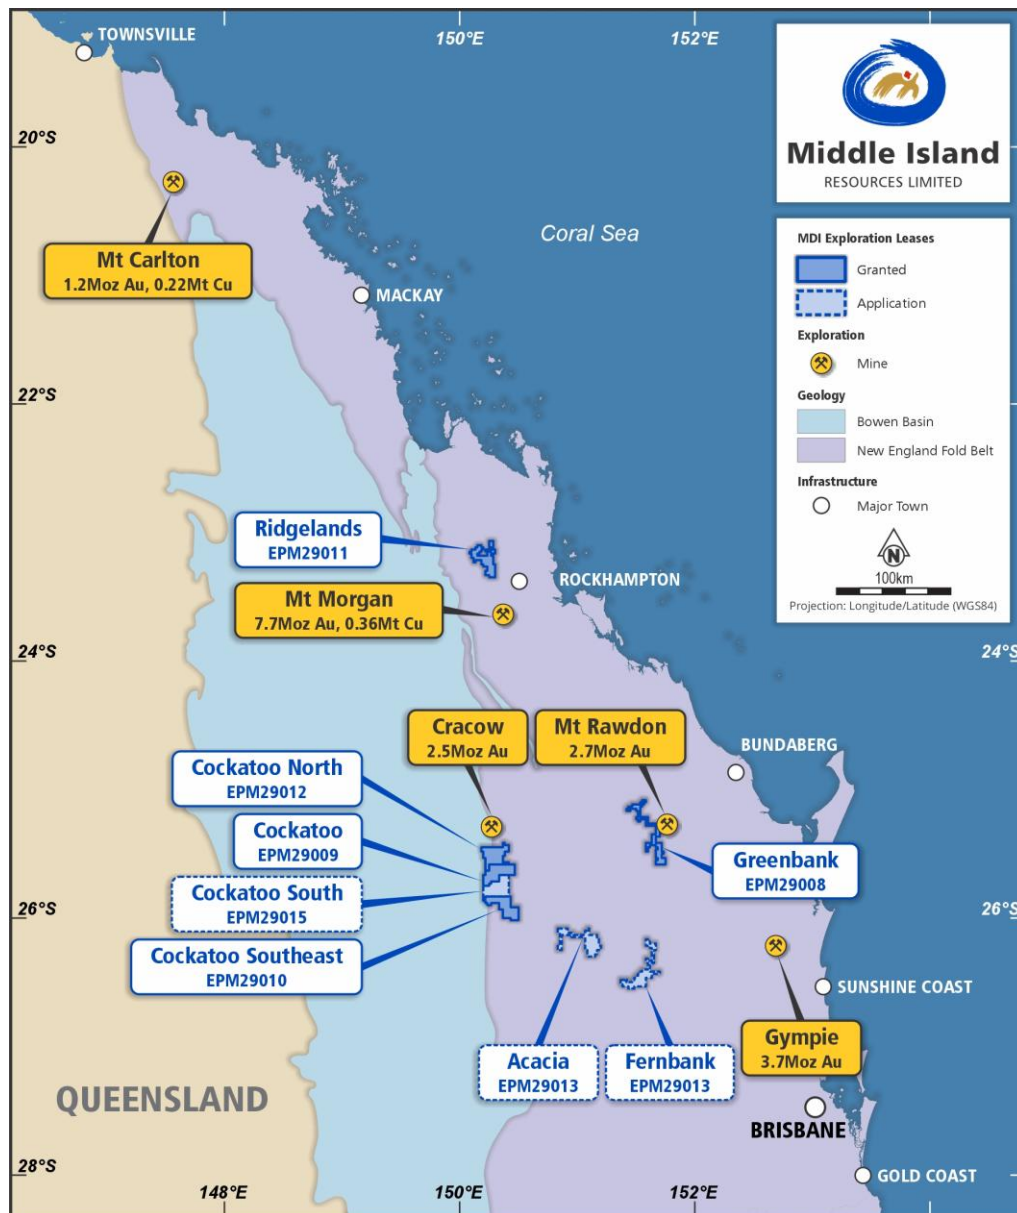 TOWNSVILLE
150°E
152°E
20°S
Mt Carlton
1.2Moz Au, 0.22Mt Cu
MACKAY
Coral Sea
Middle Island
RESOURCES LIMITED
MDI Exploration Leases
Granted
Application
Exploration
Mine
Geology
Bowen Basin
New England Fold Belt
Infrastructure
Major Town
N
100km
Projection: Longitude/Latitude (WGS84)
22°S
Ridgelands
EPM29011
ROCKHAMPTON
Mt Morgan
7.7Moz Au, 0.36Mt Cu
24°S
24°S
Cracow
2.5Moz Au
Mt Rawdon
2.7Moz Au
BUNDABERG
Cockatoo North
EPM29012
Cockatoo
EPM29009
Greenbank
EPM29008
Cockatoo South
EPM29015
26°S
26°S
Cockatoo Southeast
EPM29010
SUNSHINE COAST
Acacia
EPM29013
Fernbank
EPM29013
Gympie
3.7Moz Au
QUEENSLAND
BRISBANE
28°S
GOLD COAST
148°E
150°E
152°E